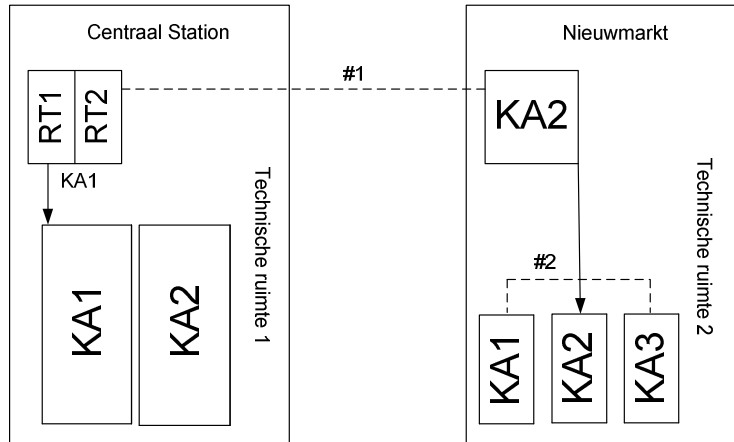 Centraal Station
RT1
RT2
KA1
KA1
KA2
Technische ruimte 1
#1
Nieuwmarkt
KA2
#2
KA1
KA2
KA3
Technische ruimte 2